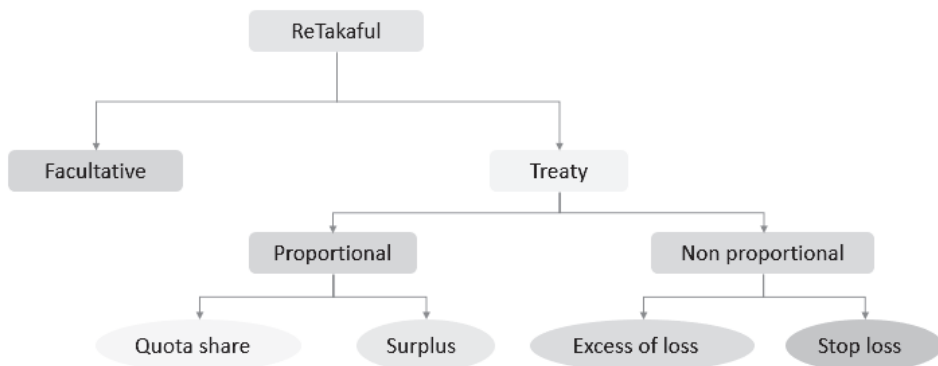 ReTakaful
Facultative
Treaty
Proportional
Non proportional
Quota share
Surplus
Excess of loss
Stop loss